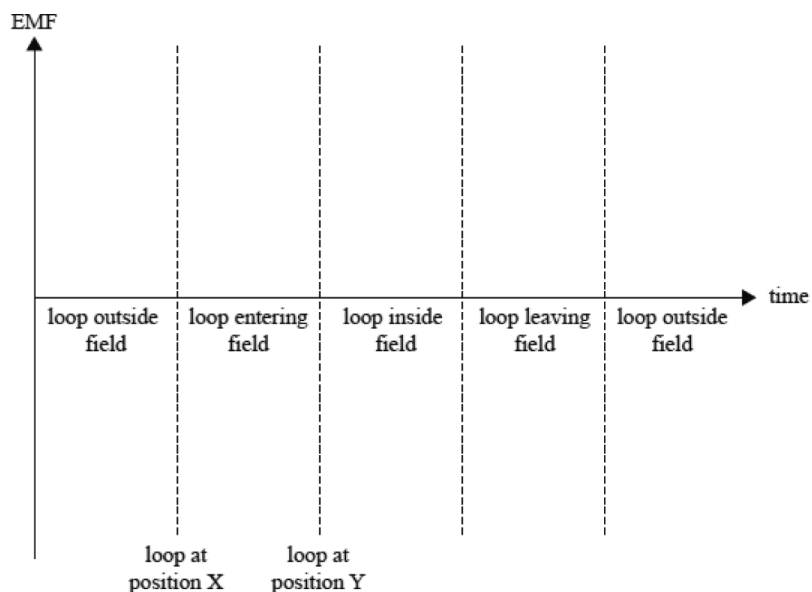 EMF
time
loop outside
field
loop entering
field
loop inside
field
loop leaving
field
loop outside
field
loop at
position X
loop at
position Y